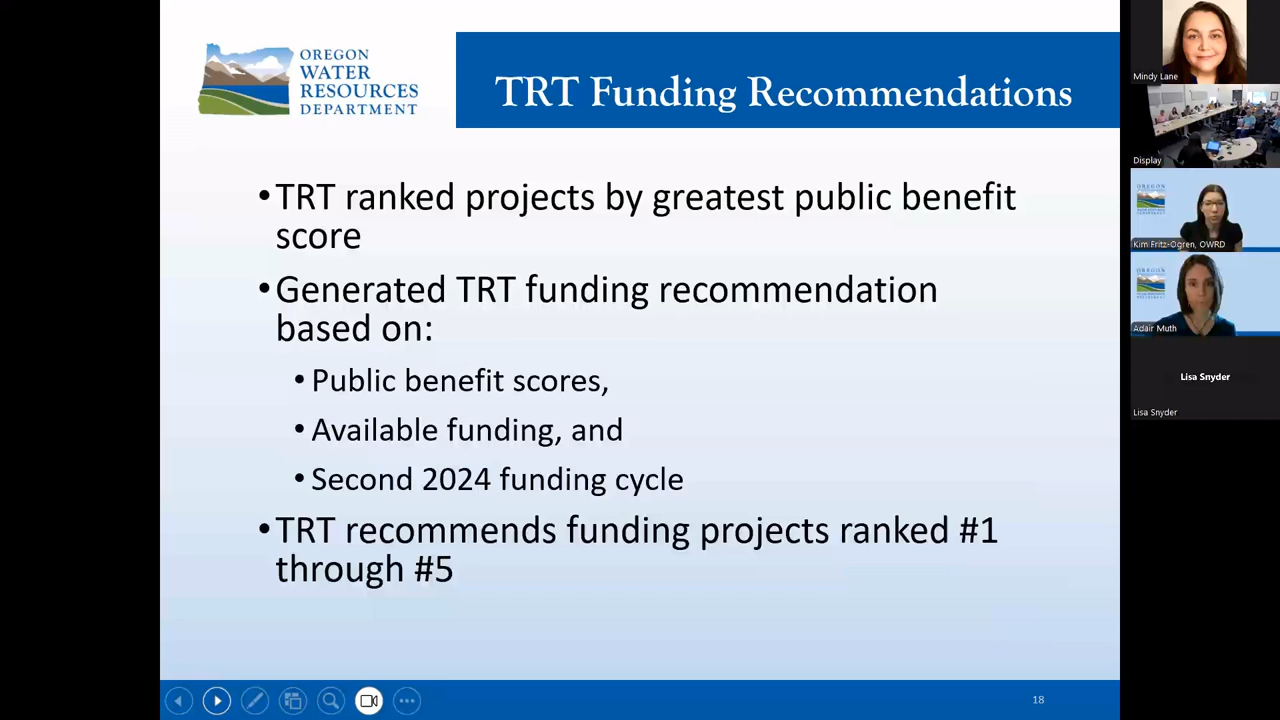 OREGON
WATER
RESOURCES
DEPARTMENT
TRT Funding Recommendations
•TRT ranked projects by greatest public benefit
score
•Generated TRT funding recommendation
based on:
•Public benefit scores,
•Available funding, and
•Second 2024 funding cycle
•TRT recommends funding projects ranked #1
through #5
18
Mindy Lane
Display
Kim Fritz-Ogren, OWRD
Adair Muth
Lisa Snyder
Lisa Snyder